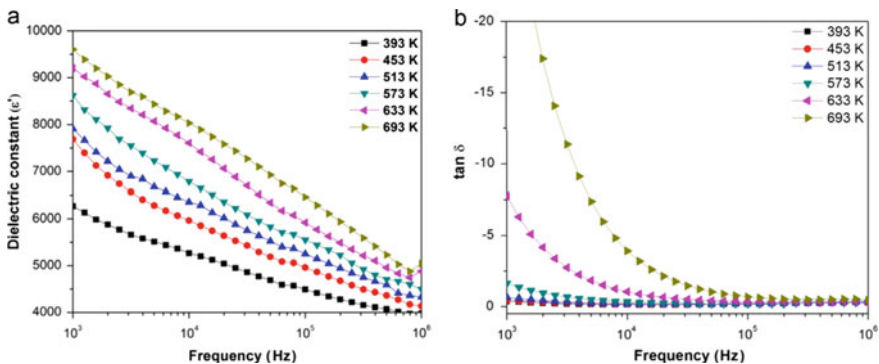 a
10000
9000
8000
7000
6000
5000
4000
Dielectric constant (ε')
10³
10⁴
10⁵
10⁶
Frequency (Hz)
393 K
453 K
513 K
573 K
633 K
693 K
b
-20
-15
-10
-5
0
tan δ
10³
10⁴
10⁵
10⁶
Frequency (Hz)
393 K
453 K
513 K
573 K
633 K
693 K